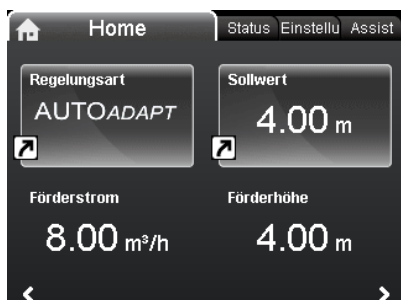 Home
Status Einstellu Assist
Regelungsart
AUTOADAPT
Sollwert
4.00 m
Förderstrom
8.00 m³/h
Förderhöhe
4.00 m